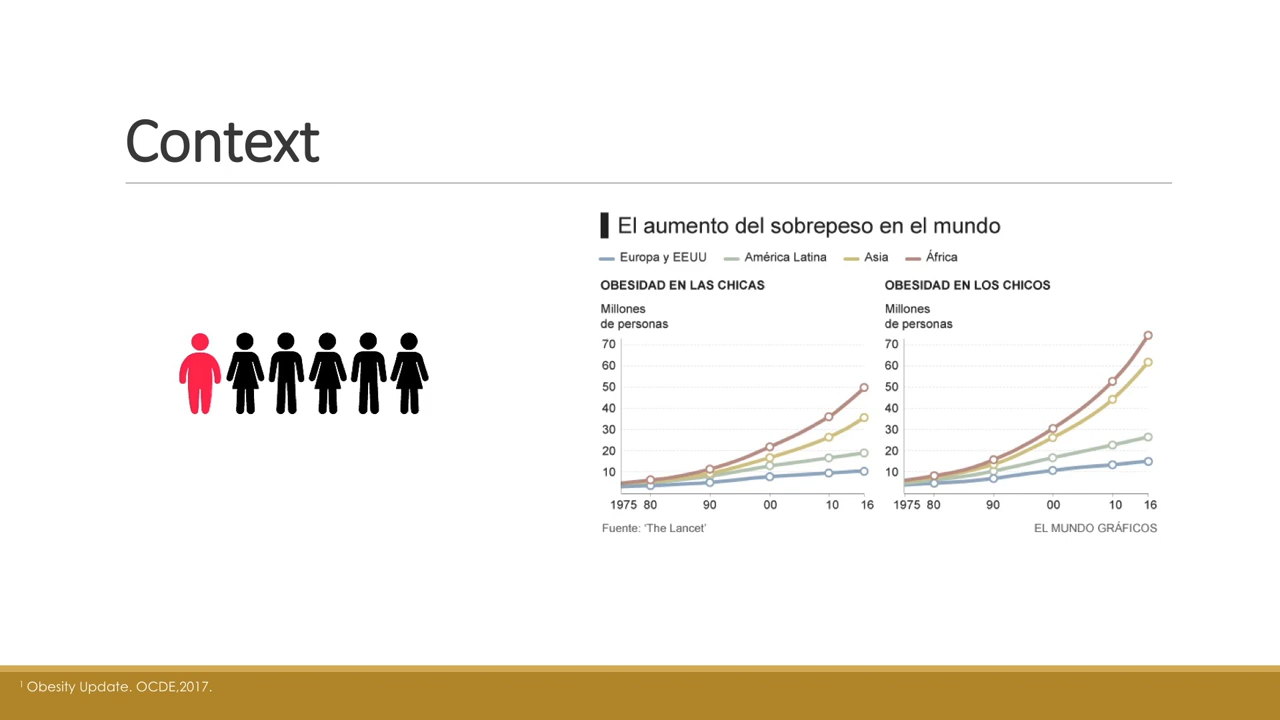 Context
El aumento del sobrepeso en el mundo
Europa y EEUU América Latina Asia África
OBESIDAD EN LAS CHICAS
Millones
de personas
70
60
50
40
30
20
10
1975 80 90 00 10 16
OBESIDAD EN LOS CHICOS
Millones
de personas
70
60
50
40
30
20
10
1975 80 90 00 10 16
Fuente: 'The Lancet'
EL MUNDO GRÁFICOS
1 Obesity Update. OCDE,2017.